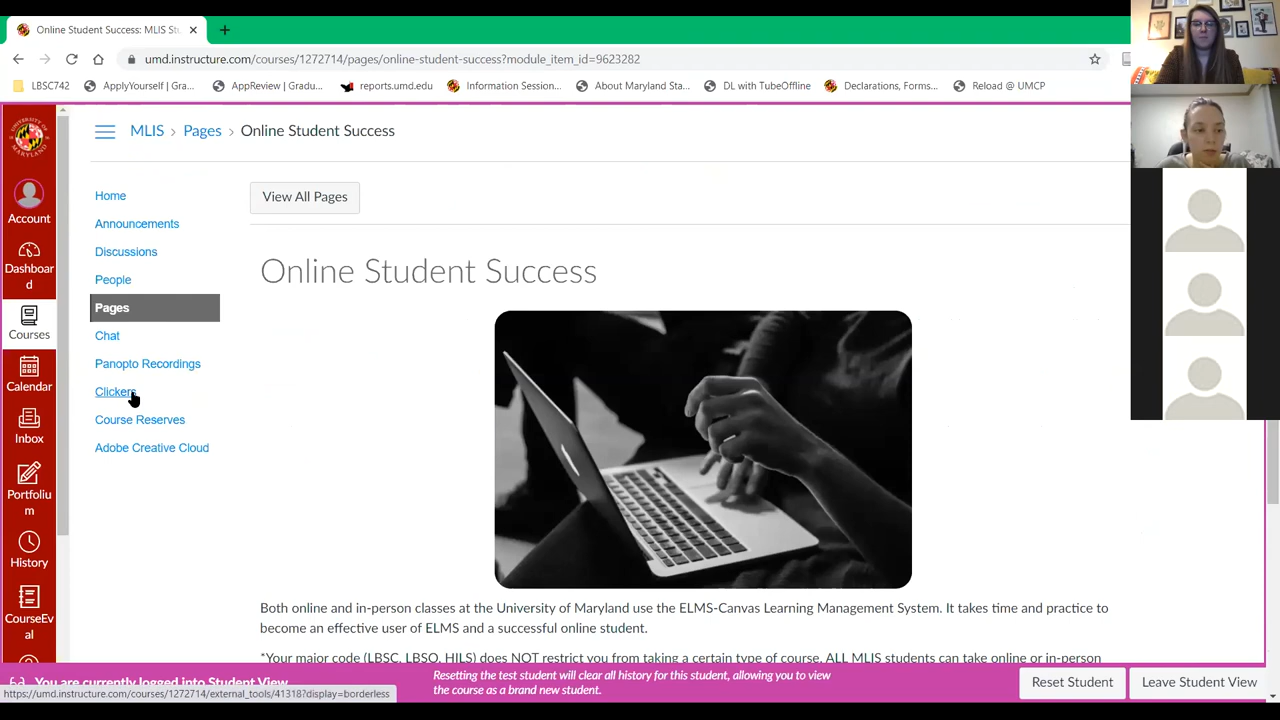 Online Student Success: MLIS Stu
umd.instructure.com/courses/1272714/pages/online-student-success?module_item_id=9623282
LBSC742 ApplyYourself | Gra... AppReview | Gradu... reports.umd.edu Information Session... About Maryland Sta... DL with TubeOffline Declarations, Forms... Reload @ UMCP
MLIS > Pages > Online Student Success
Account
Dashboar
d
Courses
Calendar
Inbox
Portfoliu
m
History
CourseEv
al
Home
Announcements
Discussions
People
Pages
Chat
Panopto Recordings
Clickers
Course Reserves
Adobe Creative Cloud
View All Pages
Online Student Success
Both online and in-person classes at the University of Maryland use the ELMS-Canvas Learning Management System. It takes time and practice to
become an effective user of ELMS and a successful online student.
*Your major code (LBSC, LBSO, HILS) does NOT restrict you from taking a certain type of course. ALL MLIS students can take online or in-person
You are currently logged into Student View
Resetting the test student will clear all history for this student, allowing you to view
the course as a brand new student.
Reset Student
Leave Student View
https://umd.instructure.com/courses/1272714/external_tools/41318?display=borderless